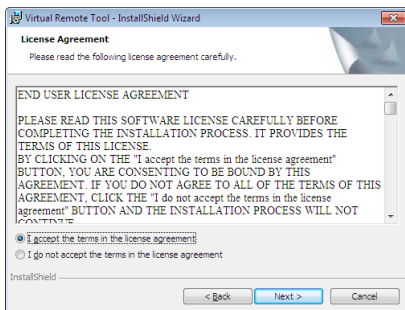 Virtual Remote Tool - InstallShield Wizard
License Agreement
Please read the following license agreement carefully.
END USER LICENSE AGREEMENT
PLEASE READ THIS SOFTWARE LICENSE CAREFULLY BEFORE
COMPLETING THE INSTALLATION PROCESS. IT PROVIDES THE
TERMS OF THIS LICENSE.
BY CLICKING ON THE "I accept the terms in the license agreement"
BUTTON, YOU ARE CONSENTING TO BE BOUND BY THIS
AGREEMENT. IF YOU DO NOT AGREE TO ALL OF THE TERMS OF THIS
AGREEMENT, CLICK THE "I do not accept the terms in the license
agreement" BUTTON AND THE INSTALLATION PROCESS WILL NOT
CONTINUE
I accept the terms in the license agreement
I do not accept the terms in the license agreement
InstallShield
< Back Next > Cancel